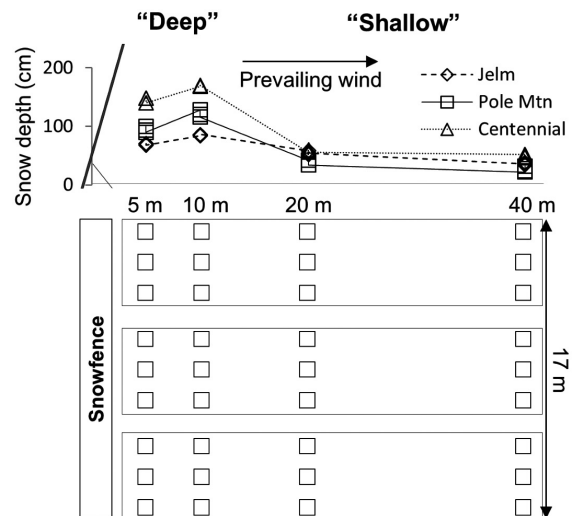 “Deep”
“Shallow”
Prevailing wind
Jelm
Pole Mtn
Centennial
Snow depth (cm)
200
100
0
5 m
10 m
20 m
40 m
Snowfence
17 m